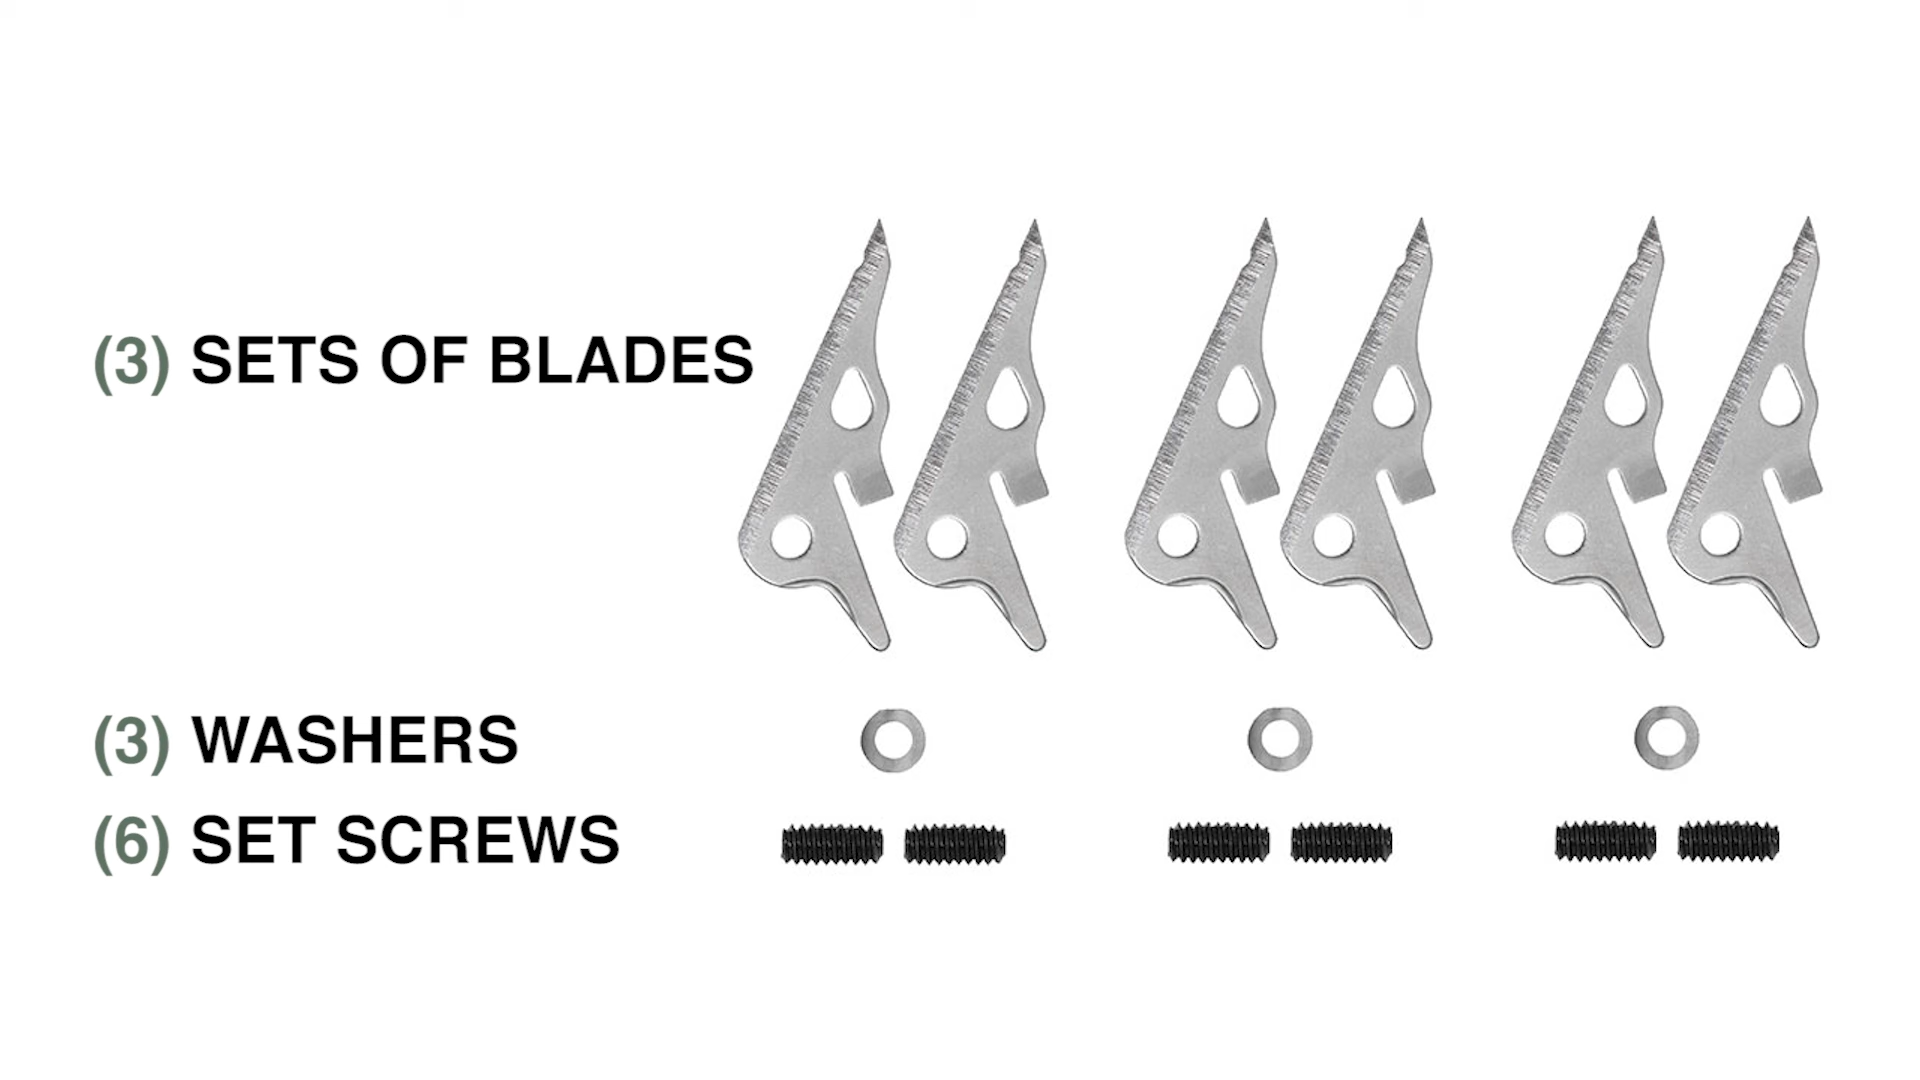 (3) SETS OF BLADES
(3) WASHERS
(6) SET SCREWS